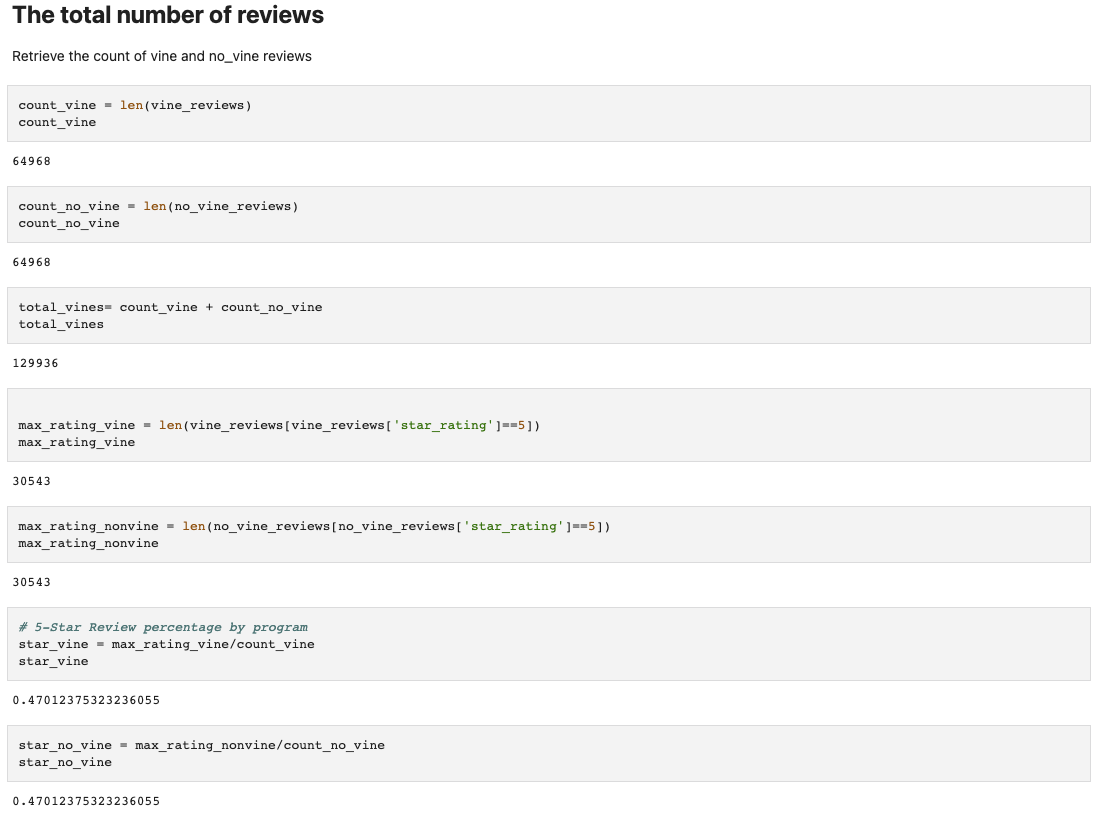 The total number of reviews
Retrieve the count of vine and no_vine reviews
count_vine = len(vine_reviews)
count_vine
64968
count_no_vine = len(no_vine_reviews)
count_no_vine
64968
total_vines= count_vine + count_no_vine
total_vines
129936
max_rating_vine = len(vine_reviews[vine_reviews['star_rating']==5])
max_rating_vine
30543
max_rating_nonvine = len(no_vine_reviews[no_vine_reviews['star_rating']==5])
max_rating_nonvine
30543
# 5-Star Review percentage by program
star_vine = max_rating_vine/count_vine
star_vine
0.47012375323236055
star_no_vine = max_rating_nonvine/count_no_vine
star_no_vine
0.47012375323236055